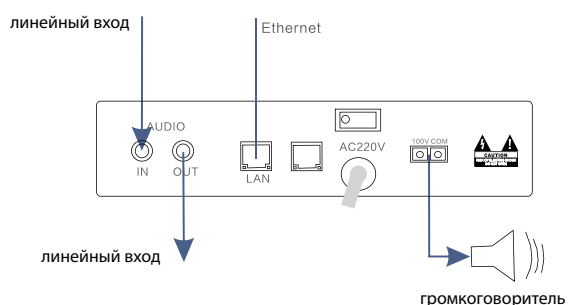 линейный вход
Ethernet
AUDIO
IN
OUT
LAN
AC220V
100V COM
CAUTION
линейный вход
громкоговоритель